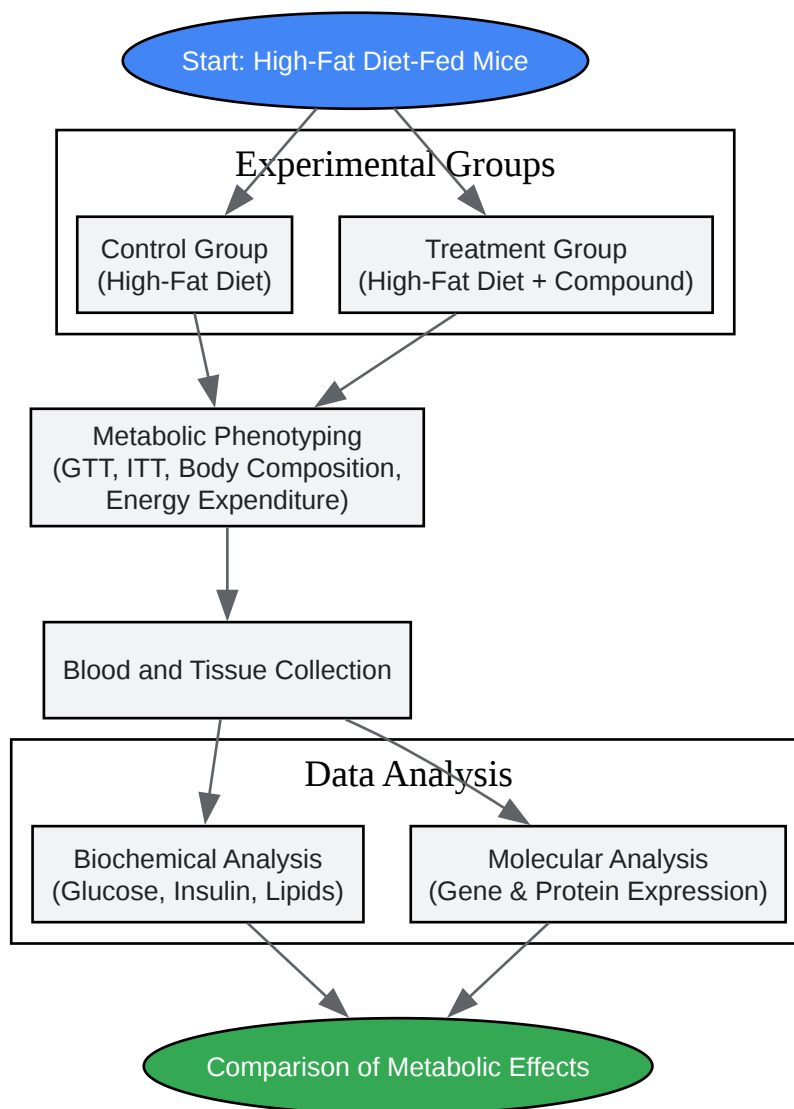 Start: High-Fat Diet-Fed Mice
Experimental Groups
Control Group
(High-Fat Diet)
Treatment Group
(High-Fat Diet + Compound)
Metabolic Phenotyping
(GTT, ITT, Body Composition,
Energy Expenditure)
Blood and Tissue Collection
Data Analysis
Biochemical Analysis
(Glucose, Insulin, Lipids)
Molecular Analysis
(Gene & Protein Expression)
Comparison of Metabolic Effects